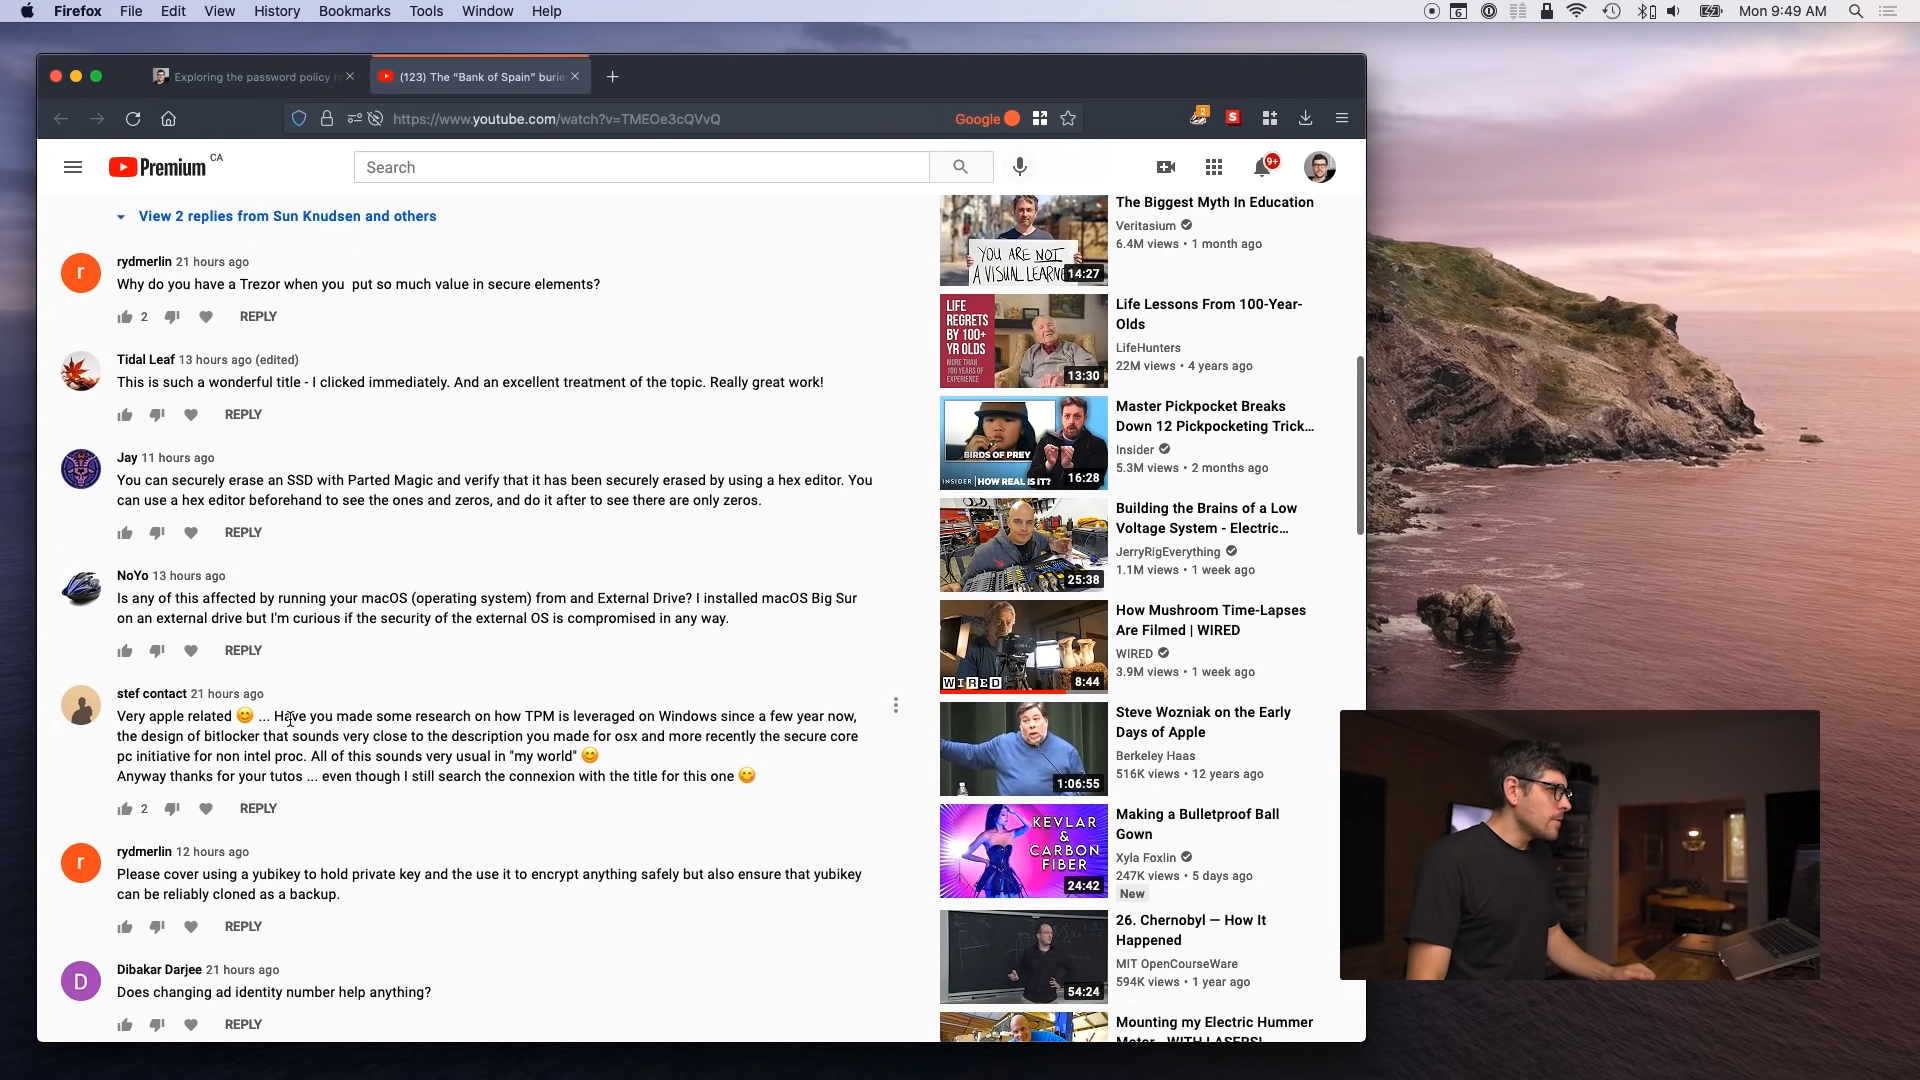 Firefox File Edit View History Bookmarks Tools Window Help
6
Mon 9:49 AM
Exploring the password policy
(123) The “Bank of Spain” burie
https://www.youtube.com/watch?v=TMEOe3cQVvQ
Google
2
S
Premium CA
Search
9+
View 2 replies from Sun Knudsen and others
r
rydmerlin 21 hours ago
Why do you have a Trezor when you put so much value in secure elements?
2 REPLY
Tidal Leaf 13 hours ago (edited)
This is such a wonderful title - I clicked immediately. And an excellent treatment of the topic. Really great work!
REPLY
Jay 11 hours ago
You can securely erase an SSD with Parted Magic and verify that it has been securely erased by using a hex editor. You
can use a hex editor beforehand to see the ones and zeros, and do it after to see there are only zeros.
REPLY
NoYo 13 hours ago
Is any of this affected by running your macOS (operating system) from and External Drive? I installed macOS Big Sur
on an external drive but I'm curious if the security of the external OS is compromised in any way.
REPLY
stef contact 21 hours ago
Very apple related 😊 ... Have you made some research on how TPM is leveraged on Windows since a few year now,
the design of bitlocker that sounds very close to the description you made for osx and more recently the secure core
pc initiative for non intel proc. All of this sounds very usual in "my world" 😊
Anyway thanks for your tutos ... even though I still search the connexion with the title for this one 😋
2 REPLY
r
rydmerlin 12 hours ago
Please cover using a yubikey to hold private key and the use it to encrypt anything safely but also ensure that yubikey
can be reliably cloned as a backup.
REPLY
D
Dibakar Darjee 21 hours ago
Does changing ad identity number help anything?
REPLY
YOU ARE NOT
A VISUAL LEARNE
14:27
The Biggest Myth In Education
Veritasium
6.4M views • 1 month ago
LIFE
REGRETS
BY 100+
YR OLDS
MORE THAN
100 YEARS OF
EXPERIENCE
13:30
Life Lessons From 100-Year-
Olds
LifeHunters
22M views • 4 years ago
BIRDS OF PREY
INSIDER HOW REAL IS IT?
16:28
Master Pickpocket Breaks
Down 12 Pickpocketing Trick...
Insider
5.3M views • 2 months ago
25:38
Building the Brains of a Low
Voltage System - Electric...
JerryRigEverything
1.1M views • 1 week ago
WIRED
8:44
How Mushroom Time-Lapses
Are Filmed | WIRED
WIRED
3.9M views • 1 week ago
1:06:55
Steve Wozniak on the Early
Days of Apple
Berkeley Haas
516K views • 12 years ago
KEVLAR
&
CARBON
FIBER
24:42
Making a Bulletproof Ball
Gown
Xyla Foxlin
247K views • 5 days ago
New
54:24
26. Chernobyl — How It
Happened
MIT OpenCourseWare
594K views • 1 year ago
Mounting my Electric Hummer
Motor - WITH LASERS!